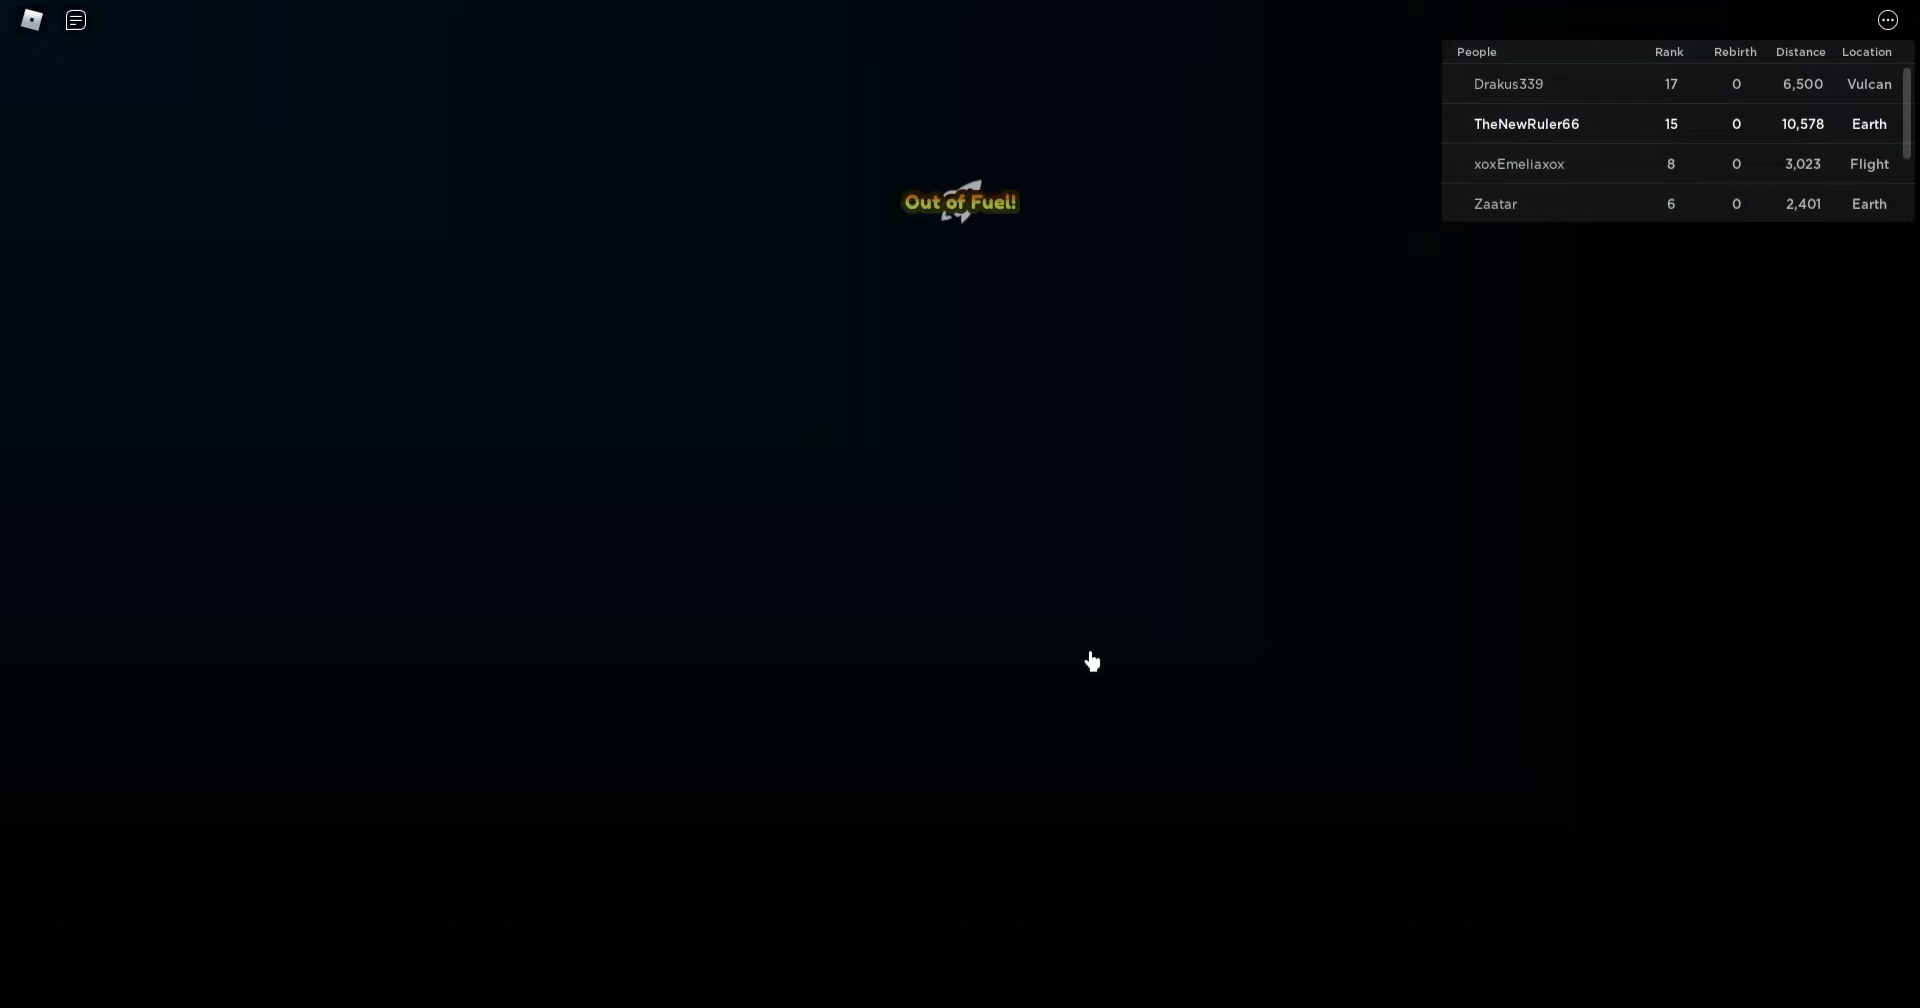 People Rank Rebirth Distance Location
Drakus339 17 0 6,500 Vulcan
TheNewRuler66 15 0 10,578 Earth
xoxEmeliaxox 8 0 3,023 Flight
Zaatar 6 0 2,401 Earth
Out of Fuel!